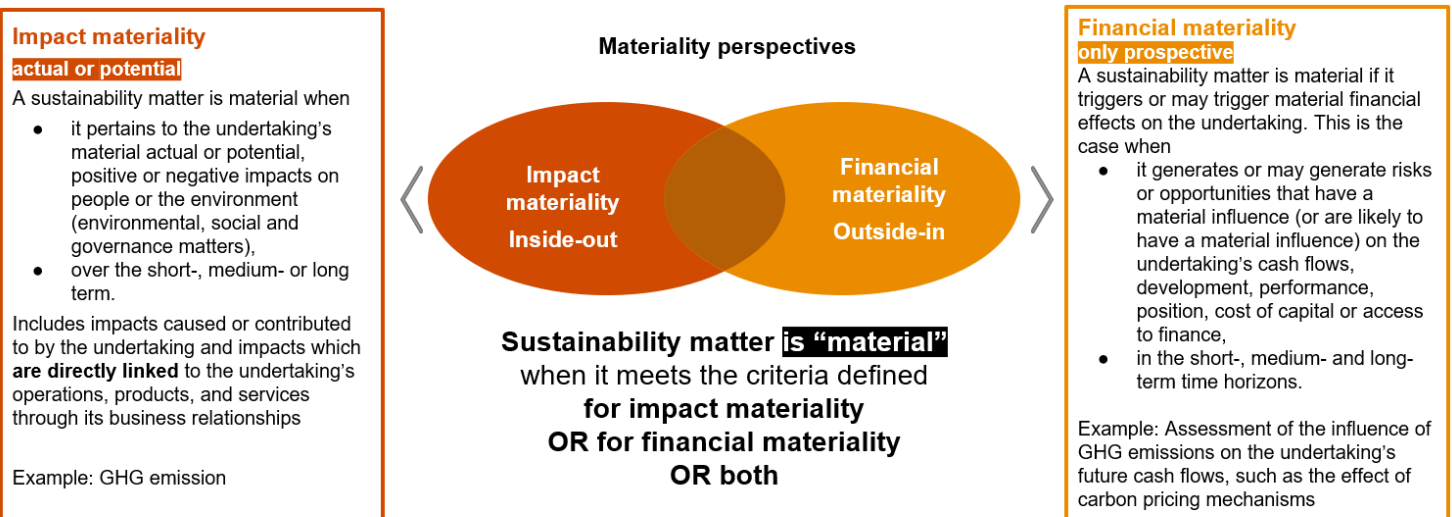 Impact materiality
actual or potential
A sustainability matter is material when
● it pertains to the undertaking's
material actual or potential,
positive or negative impacts on
people or the environment
(environmental, social and
governance matters),
● over the short-, medium- or long
term.
Includes impacts caused or contributed
to by the undertaking and impacts which
are directly linked to the undertaking's
operations, products, and services
through its business relationships
Example: GHG emission
Materiality perspectives
Impact
materiality
Inside-out
Financial
materiality
Outside-in
Sustainability matter is “material”
when it meets the criteria defined
for impact materiality
OR for financial materiality
OR both
Financial materiality
only prospective
A sustainability matter is material if it
triggers or may trigger material financial
effects on the undertaking. This is the
case when
● it generates or may generate risks
or opportunities that have a
material influence (or are likely to
have a material influence) on the
undertaking's cash flows,
development, performance,
position, cost of capital or access
to finance,
● in the short-, medium- and long-
term time horizons.
Example: Assessment of the influence of
GHG emissions on the undertaking's
future cash flows, such as the effect of
carbon pricing mechanisms